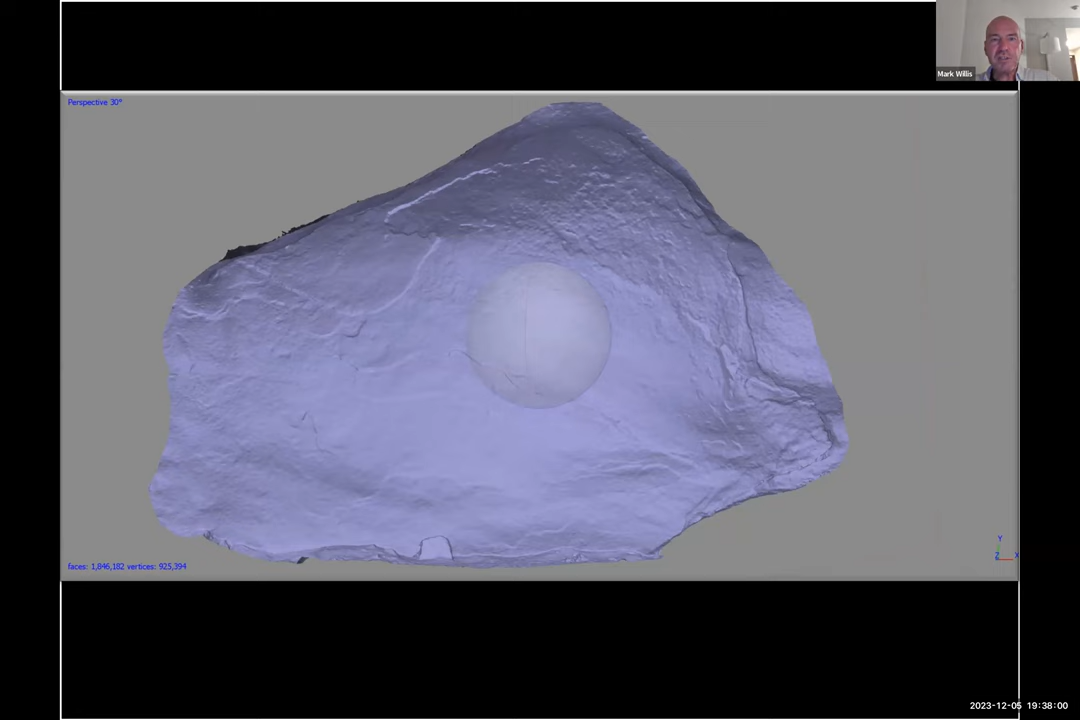 Mark Willis
Perspective 30°
faces: 1,846,182 vertices: 925,394
Y
Z
X
2023-12-05 19:38:00